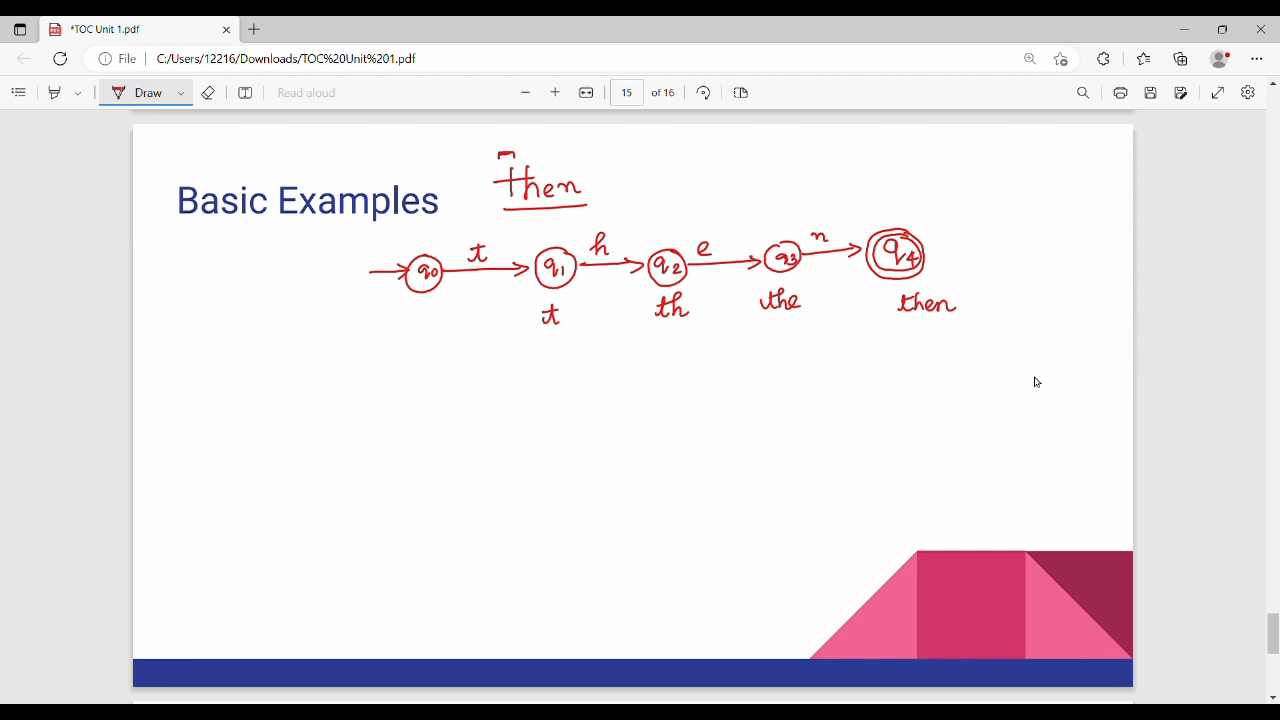 *TOC Unit 1.pdf
File C:/Users/12216/Downloads/TOC%20Unit%201.pdf
Draw Read aloud 15 of 16
Then
Basic Examples
t h e n
q0 q1 q2 q3 q4
t th the then